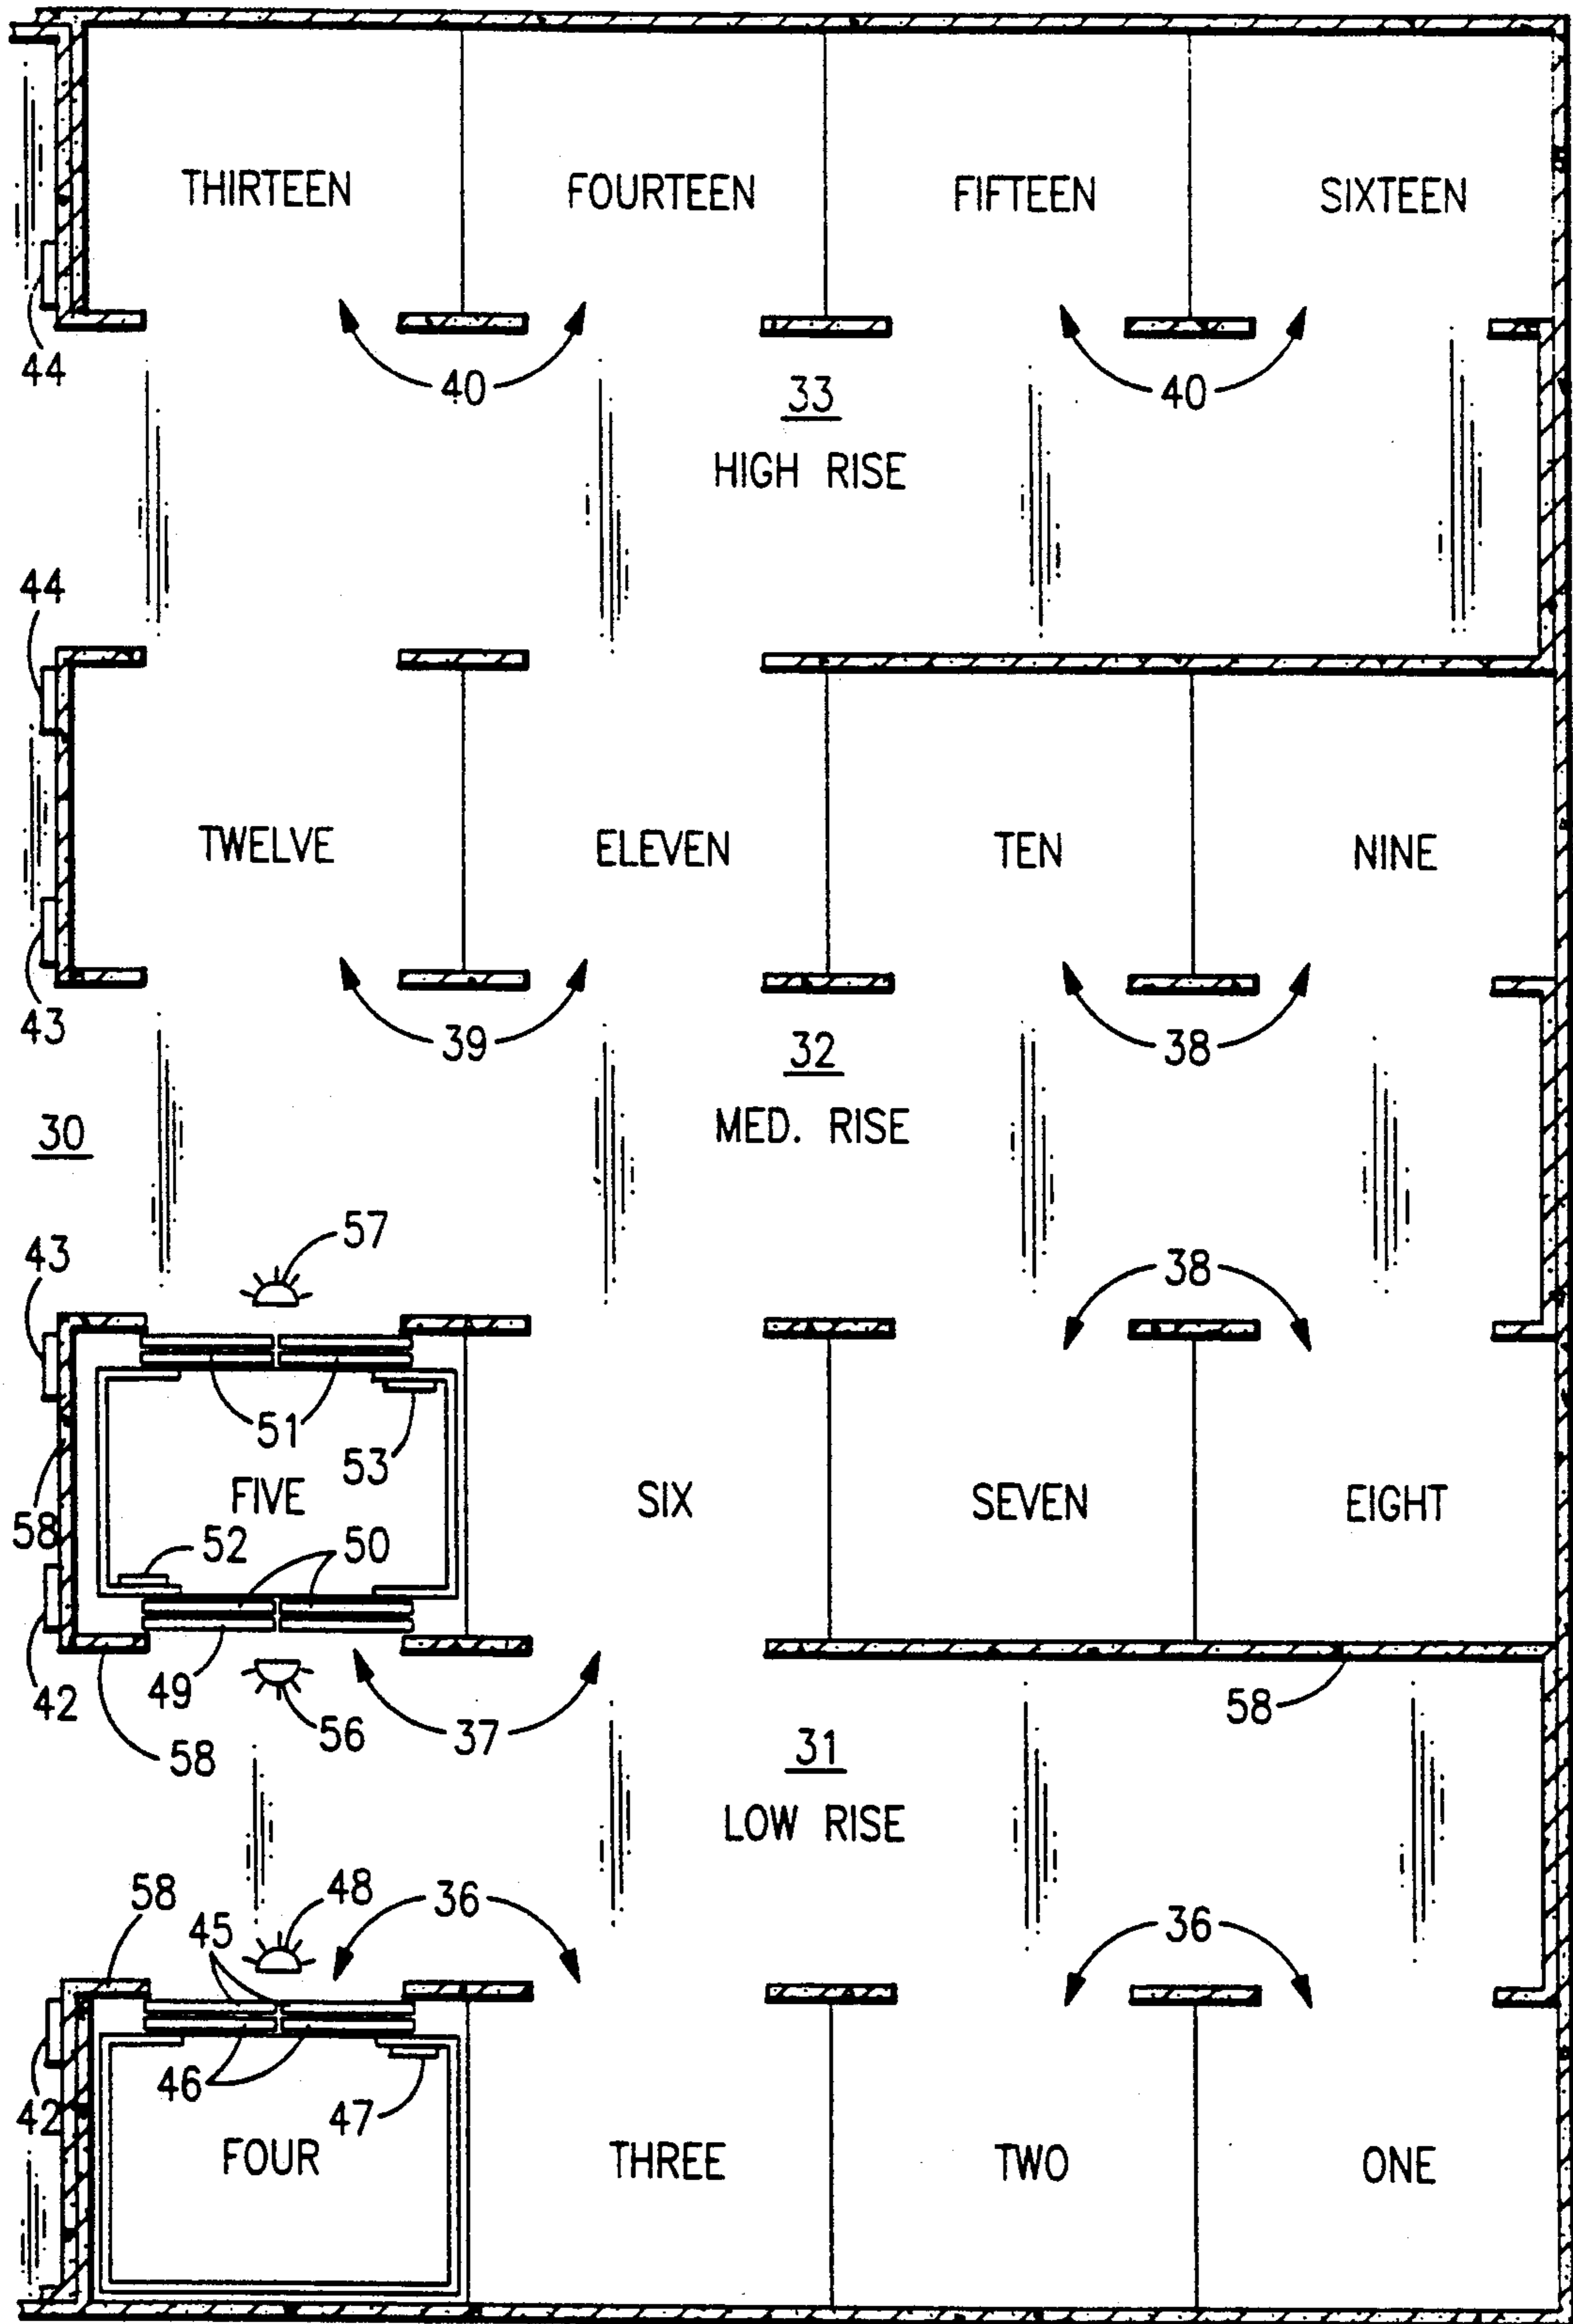 THIRTEEN FOURTEEN FIFTEEN SIXTEEN
44 40 33 40
HIGH RISE
44
TWELVE ELEVEN TEN NINE
43 39 32 38
30 MED. RISE
57
43 38
51
53
FIVE SIX SEVEN EIGHT
58 52 50
42 49 56 37 31 58
58
LOW RISE
58 48 36 36
45
42 46 47
FOUR THREE TWO ONE